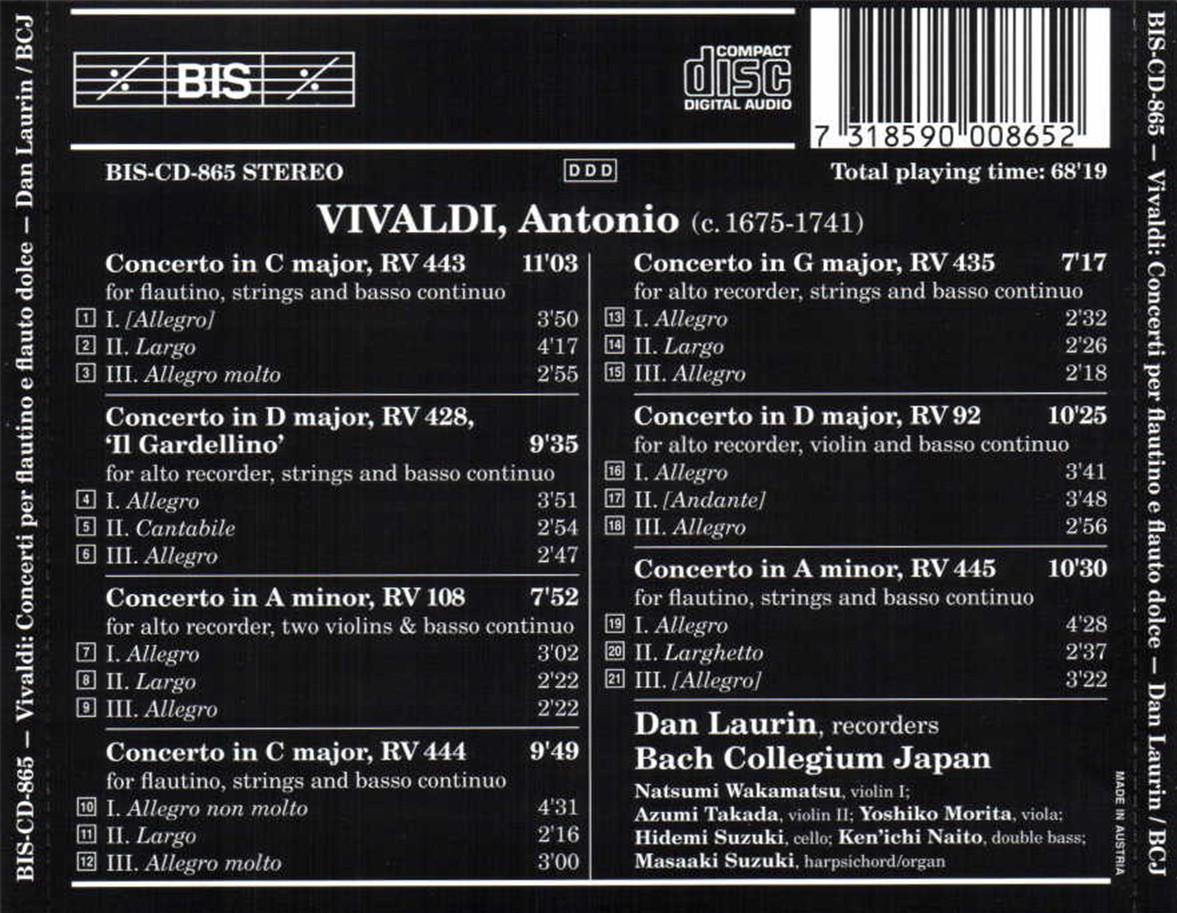 BIS
COMPACT
disc
DIGITAL AUDIO
7 318590 008652
BIS-CD-865 STEREO
DDD
Total playing time: 68'19
VIVALDI, Antonio (c. 1675-1741)
Concerto in C major, RV 443 11'03
for flautino, strings and basso continuo
1 I. [Allegro] 3'50
2 II. Largo 4'17
3 III. Allegro molto 2'55
Concerto in D major, RV 428,
‘Il Gardellino’ 9'35
for alto recorder, strings and basso continuo
4 I. Allegro 3'51
5 II. Cantabile 2'54
6 III. Allegro 2'47
Concerto in A minor, RV 108 7'52
for alto recorder, two violins & basso continuo
7 I. Allegro 3'02
8 II. Largo 2'22
9 III. Allegro 2'22
Concerto in C major, RV 444 9'49
for flautino, strings and basso continuo
10 I. Allegro non molto 4'31
11 II. Largo 2'16
12 III. Allegro molto 3'00
Concerto in G major, RV 435 7'17
for alto recorder, strings and basso continuo
13 I. Allegro 2'32
14 II. Largo 2'26
15 III. Allegro 2'18
Concerto in D major, RV 92 10'25
for alto recorder, violin and basso continuo
16 I. Allegro 3'41
17 II. [Andante] 3'48
18 III. Allegro 2'56
Concerto in A minor, RV 445 10'30
for flautino, strings and basso continuo
19 I. Allegro 4'28
20 II. Larghetto 2'37
21 III. [Allegro] 3'22
Dan Laurin, recorders
Bach Collegium Japan
Natsumi Wakamatsu, violin I;
Azumi Takada, violin II; Yoshiko Morita, viola;
Hidemi Suzuki, cello; Ken’ichi Naito, double bass;
Masaaki Suzuki, harpsichord/organ
MADE IN AUSTRIA
BIS-CD-865 — Vivaldi: Concerti per flautino e flauto dolce — Dan Laurin / BCJ
BIS-CD-865 — Vivaldi: Concerti per flautino e flauto dolce — Dan Laurin / BCJ